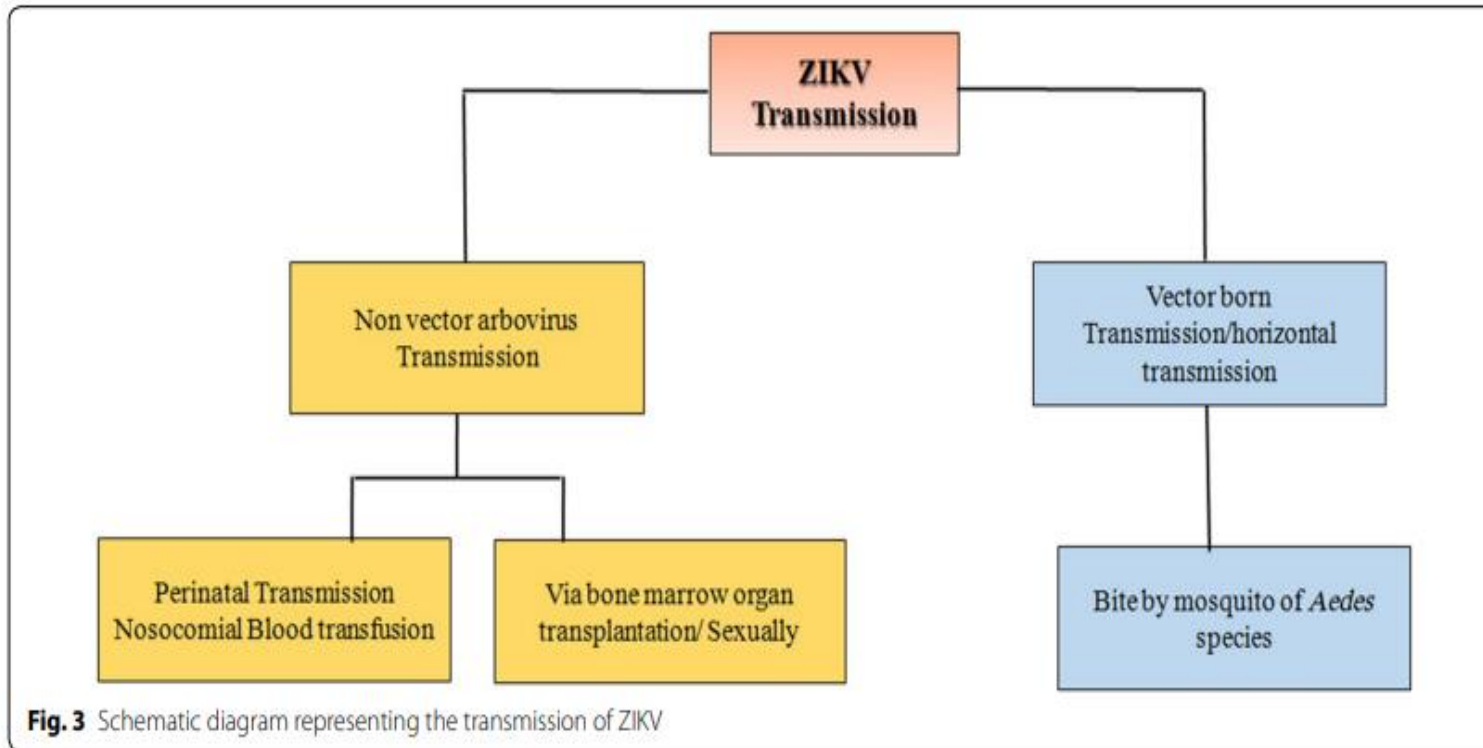 ZIKV
Transmission
Non vector arbovirus
Transmission
Vector born
Transmission/horizontal
transmission
Perinatal Transmission
Nosocomial Blood transfusion
Via bone marrow organ
transplantation/ Sexually
Bite by mosquito of Aedes
species
Fig. 3 Schematic diagram representing the transmission of ZIKV